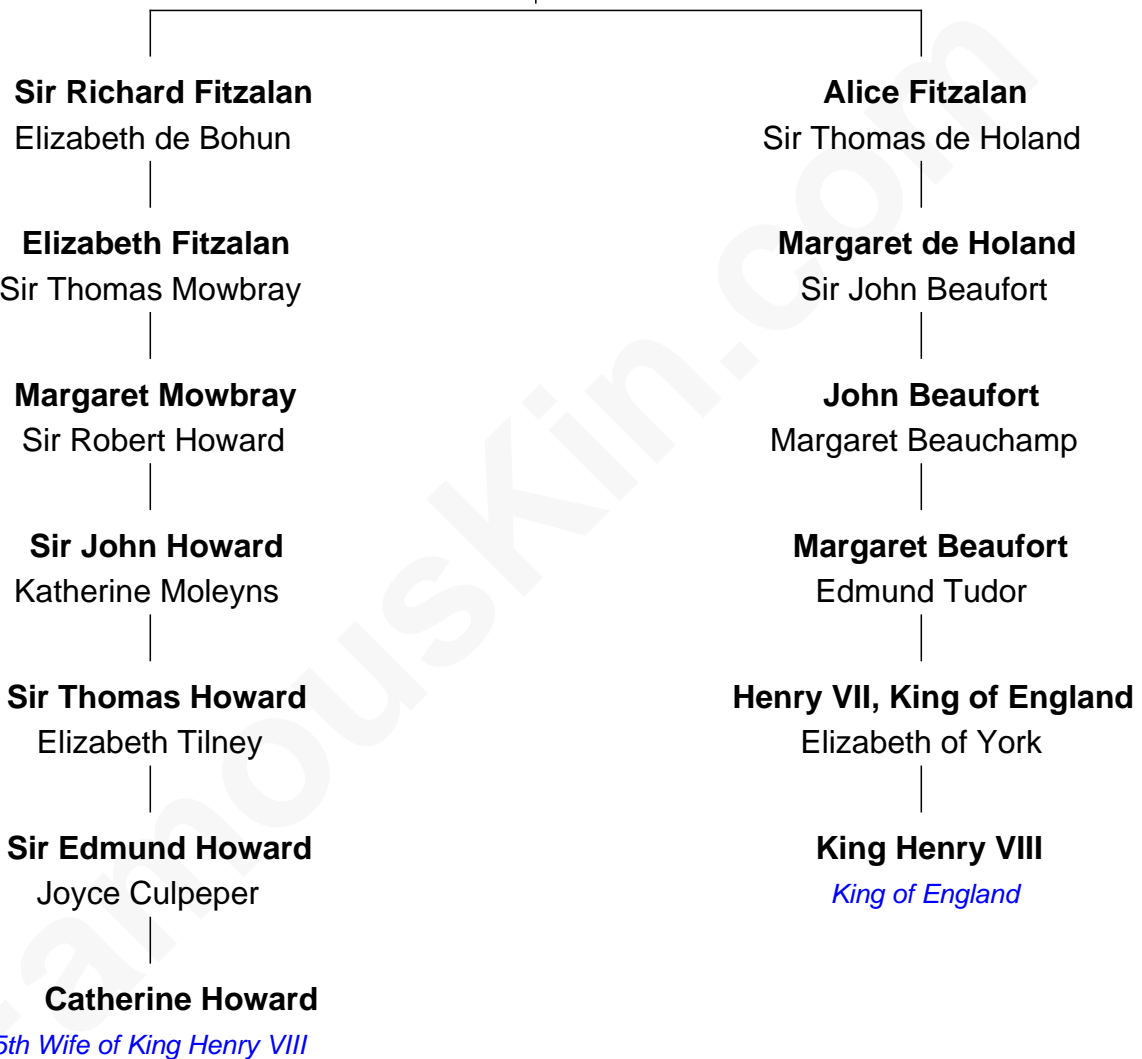 Sir Richard Fitzalan
Elizabeth de Bohun
Elizabeth Fitzalan
Sir Thomas Mowbray
Margaret Mowbray
Sir Robert Howard
Sir John Howard
Katherine Moleyns
Sir Thomas Howard
Elizabeth Tilney
Sir Edmund Howard
Joyce Culpeper
Catherine Howard
5th Wife of King Henry VIII
Alice Fitzalan
Sir Thomas de Holand
Margaret de Holand
Sir John Beaufort
John Beaufort
Margaret Beauchamp
Margaret Beaufort
Edmund Tudor
Henry VII, King of England
Elizabeth of York
King Henry VIII
King of England
amouskin.com